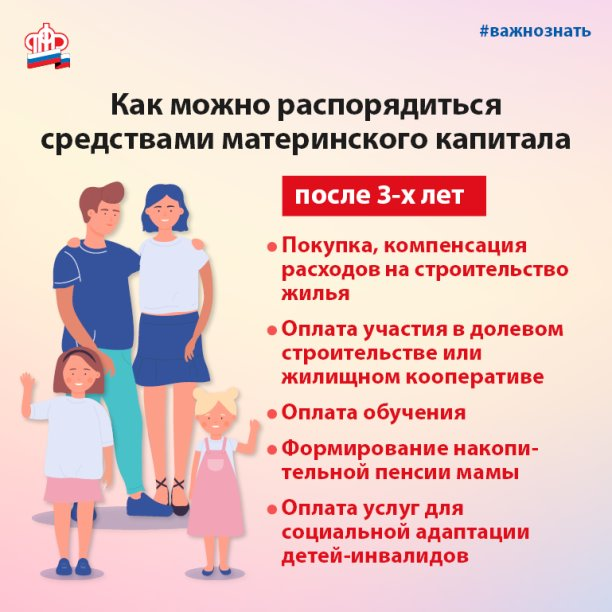 #важнознать
Как можно распорядиться
средствами материнского капитала
после 3-х лет
Покупка, компенсация
расходов на строительство
жилья
Оплата участия в долевом
строительстве или
жилищном кооперативе
Оплата обучения
Формирование накопи-
тельной пенсии мамы
Оплата услуг для
социальной адаптации
детей-инвалидов